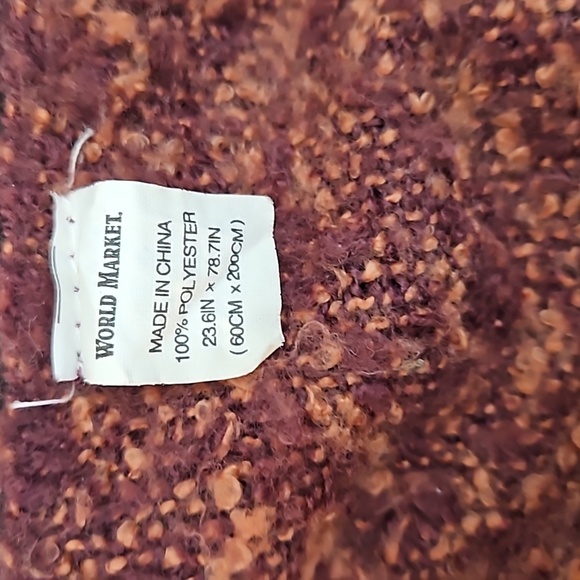 WORLD MARKET.
MADE IN CHINA
100% POLYESTER
23.6IN × 78.7IN
(60CM X 200CM)